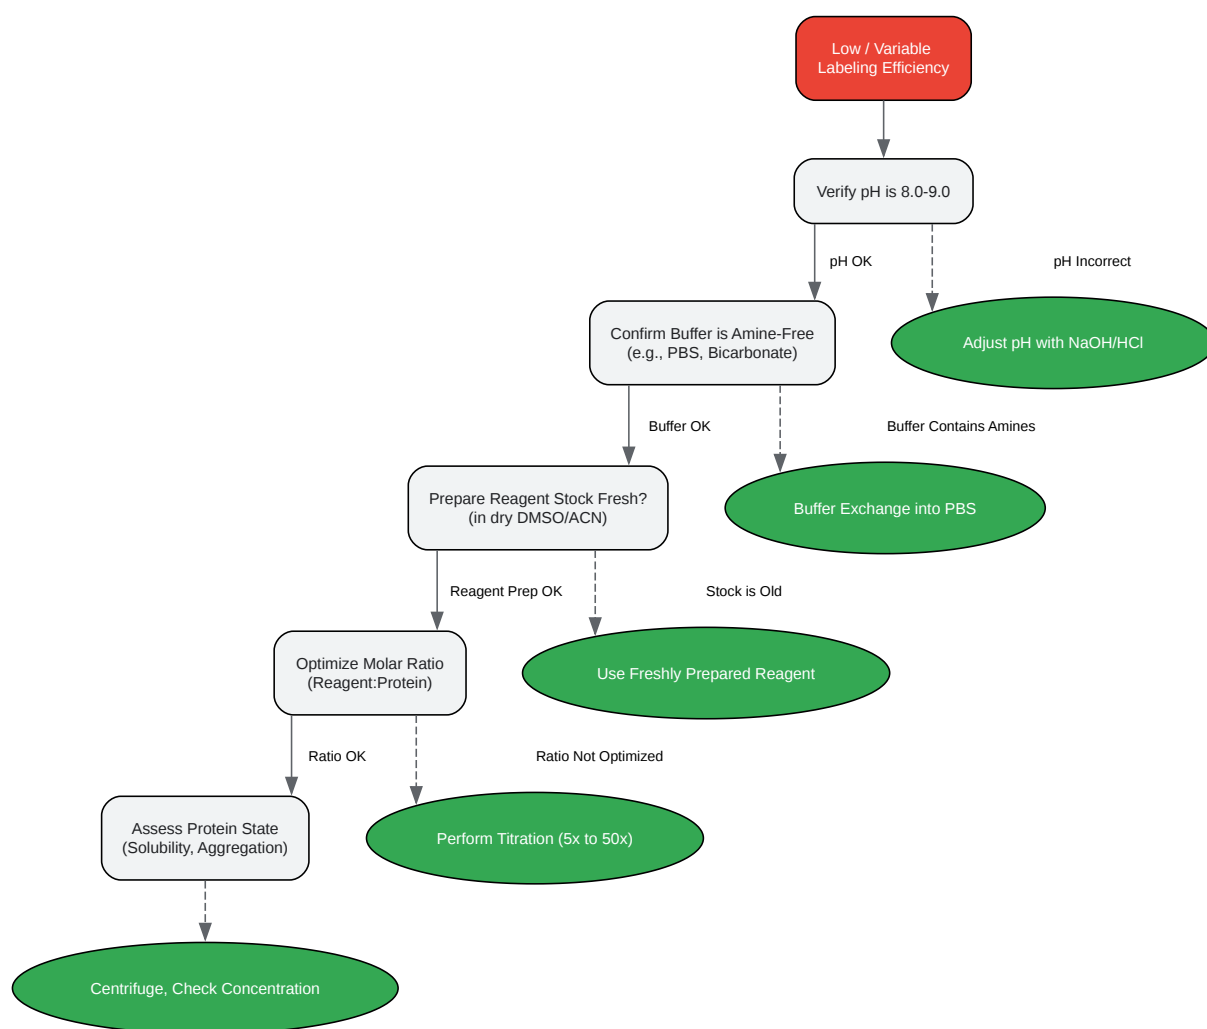 Low / Variable
Labeling Efficiency
Verify pH is 8.0-9.0
pH OK
pH Incorrect
Confirm Buffer is Amine-Free
(e.g., PBS, Bicarbonate)
Adjust pH with NaOH/HCl
Buffer OK
Buffer Contains Amines
Prepare Reagent Stock Fresh?
(in dry DMSO/ACN)
Buffer Exchange into PBS
Reagent Prep OK
Stock is Old
Optimize Molar Ratio
(Reagent:Protein)
Use Freshly Prepared Reagent
Ratio OK
Ratio Not Optimized
Assess Protein State
(Solubility, Aggregation)
Perform Titration (5x to 50x)
Centrifuge, Check Concentration